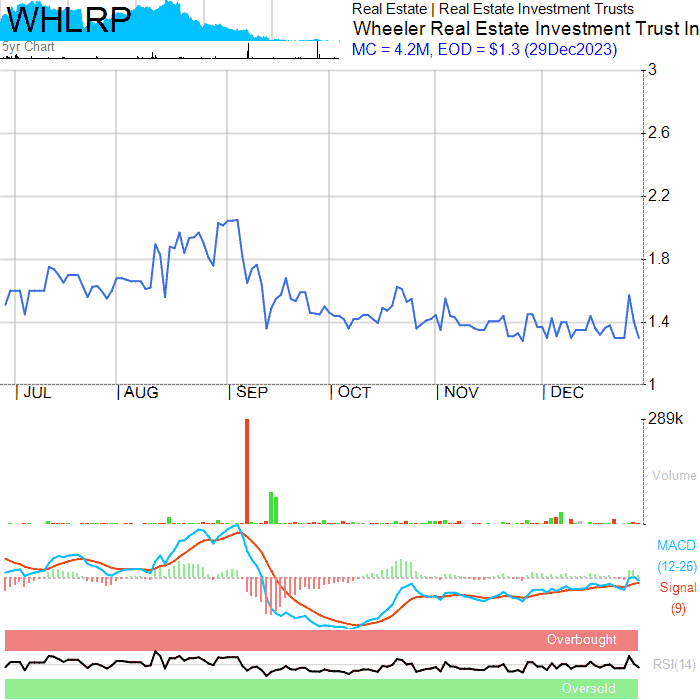 WHLRP
5yr Chart
Real Estate | Real Estate Investment Trusts
Wheeler Real Estate Investment Trust In
MC = 4.2M, EOD = $1.3 (29Dec2023)
3
2.6
2.2
1.8
1.4
1
JUL AUG SEP OCT NOV DEC
289k
Volume
MACD
(12-26)
Signal
(9)
Overbought
RSI(14)
Oversold